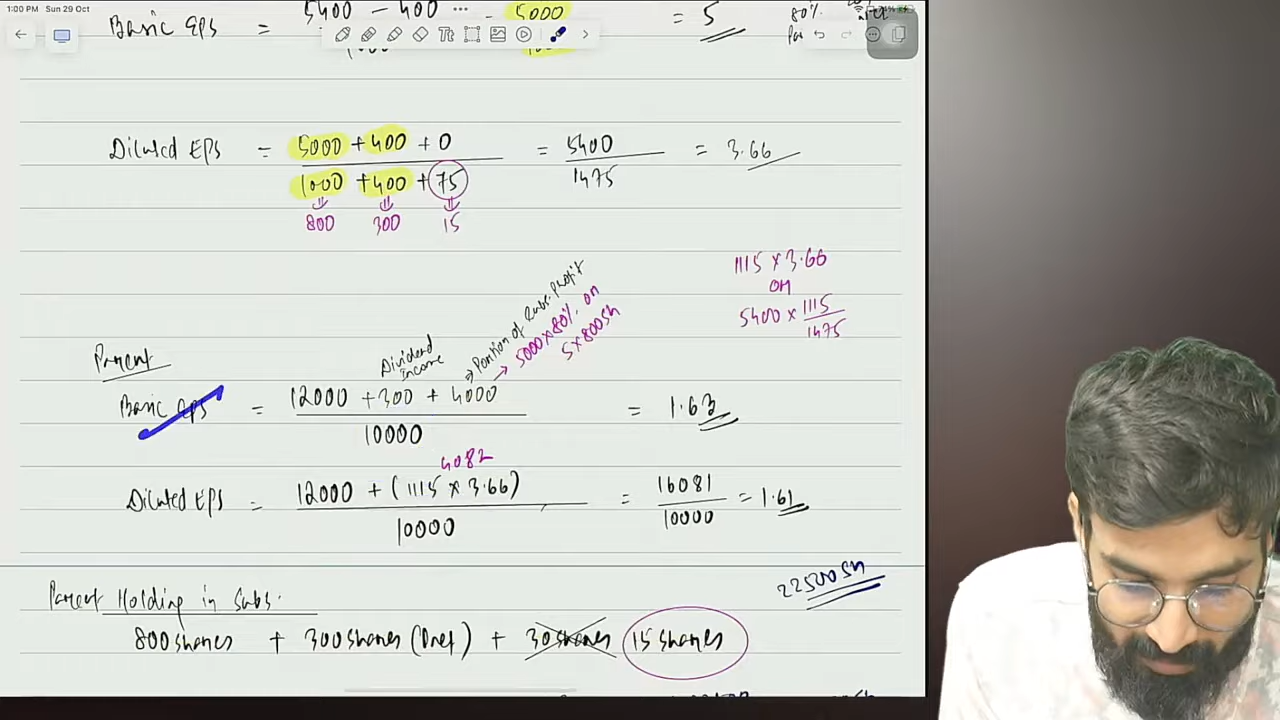 1:00 PM Sun 29 Oct
5400 - 400
Basic EPS = = 5000 = 5
80%
Diluted EPS = 5000 + 400 + 0 = 5400 = 3.66
1000 + 400 + 75 1475
800 300 15
1115 × 3.66
OR
5400 × 1115
1475
Parent
Dividend Income
Portion of Subs. Profit
5000×80% or
5×800sh
Basic EPS = 12000 + 300 + 4000 = 1.63
10000
4082
Diluted EPS = 12000 + (1115 × 3.66) = 16081 = 1.61
10000 10000
22500 sh
Parent Holding in Subs.
800 shares + 300 shares (Pref) + 30 shares 15 shares